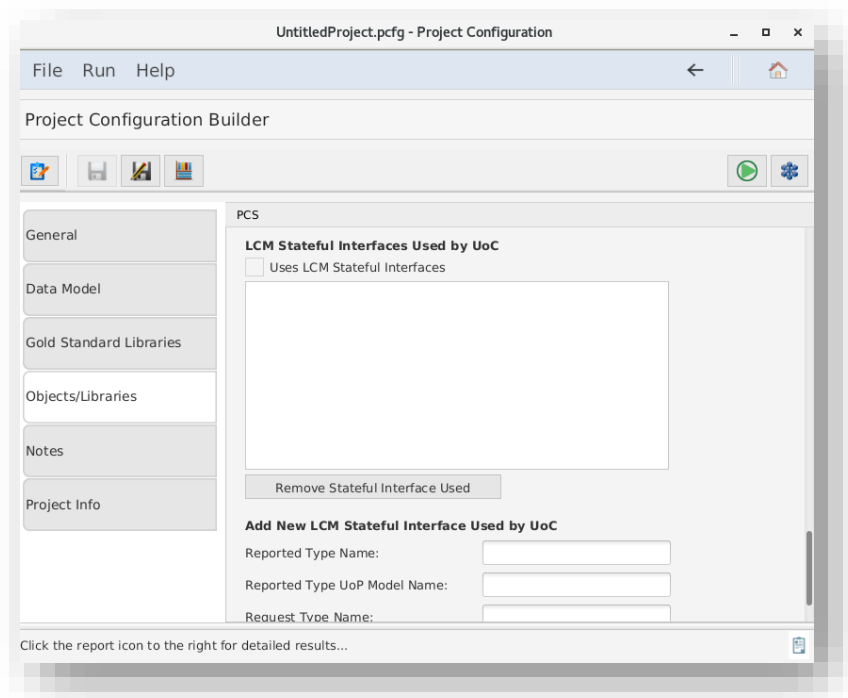 UntitledProject.pcfg - Project Configuration
File Run Help
Project Configuration Builder
General
Data Model
Gold Standard Libraries
Objects/Libraries
Notes
Project Info
PCS
LCM Stateful Interfaces Used by UoC
Uses LCM Stateful Interfaces
Remove Stateful Interface Used
Add New LCM Stateful Interface Used by UoC
Reported Type Name:
Reported Type UoP Model Name:
Request Type Name:
Click the report icon to the right for detailed results...